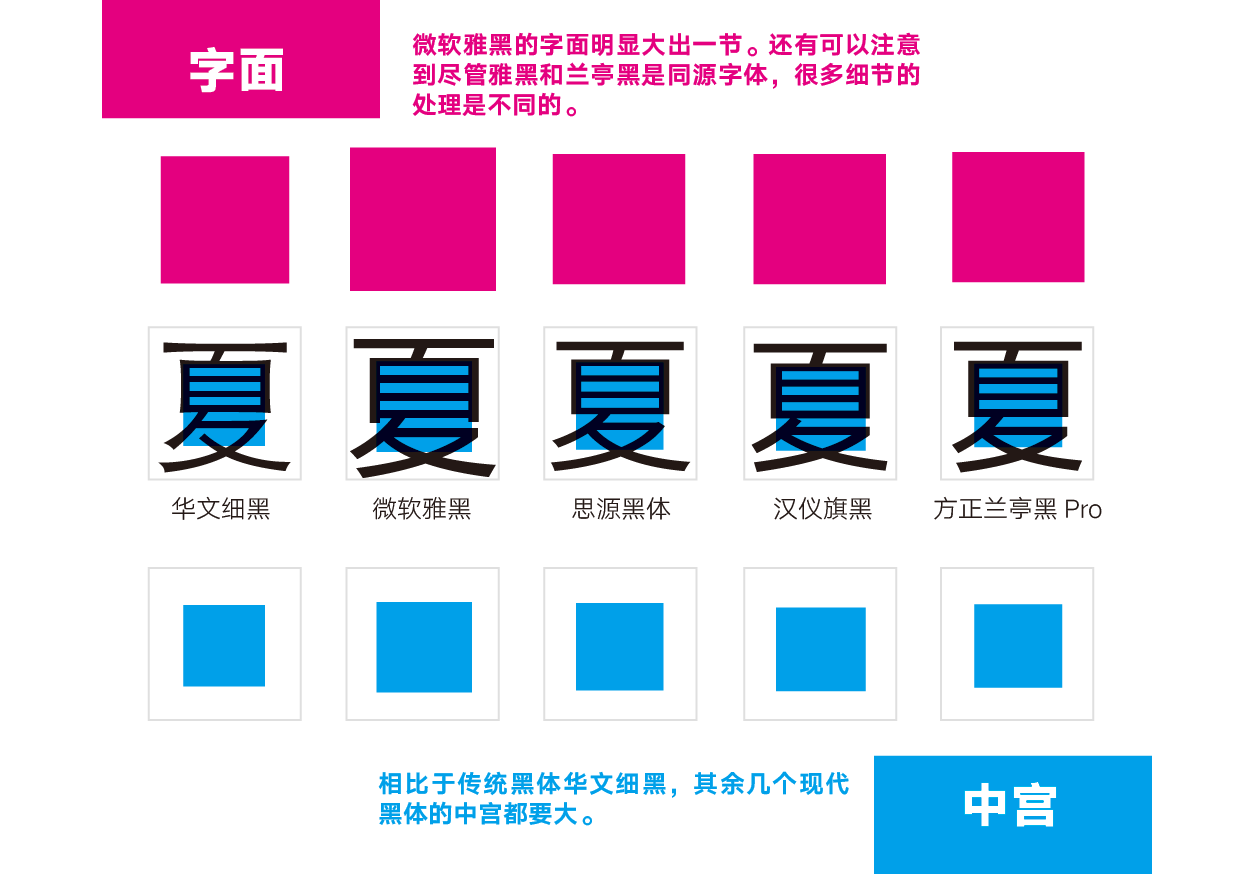 字面
微软雅黑的字面明显大出一节。还有可以注意
到尽管雅黑和兰亭黑是同源字体，很多细节的
处理是不同的。
夏 夏 夏 夏 夏
华文细黑 微软雅黑 思源黑体 汉仪旗黑 方正兰亭黑 Pro
相比于传统黑体华文细黑，其余几个现代
黑体的中宫都要大。
中宫